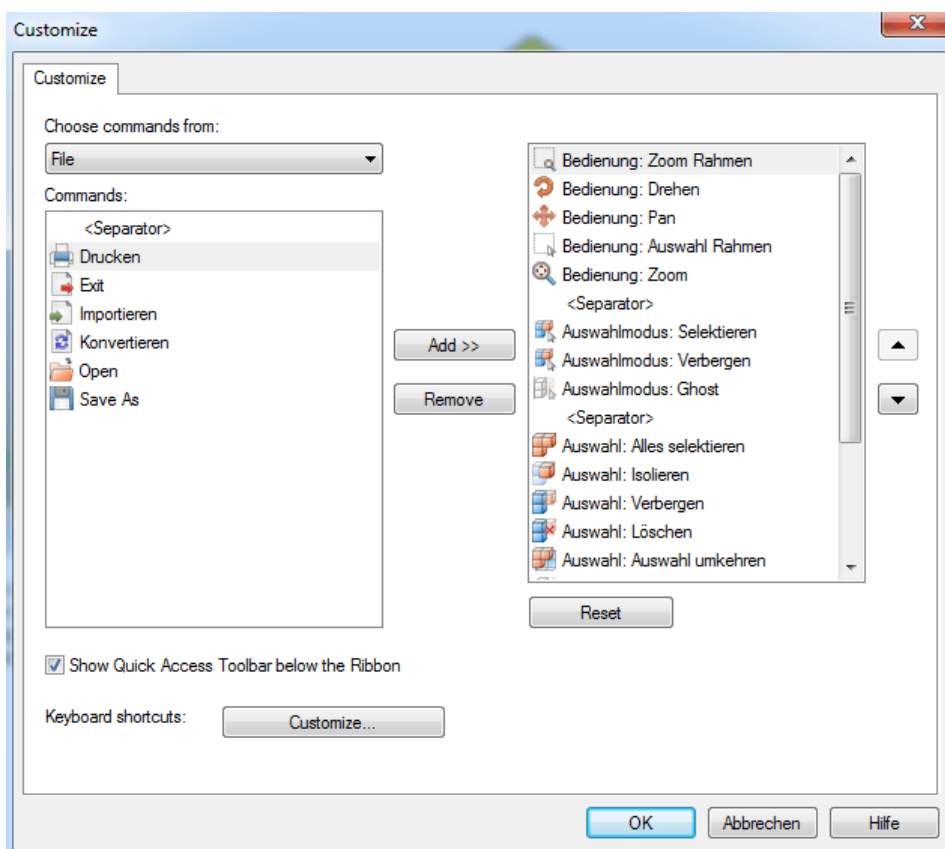 Customize
Customize
Choose commands from:
File
Commands:
<Separator>
Drucken
Exit
Importieren
Konvertieren
Open
Save As
Add >>
Remove
Bedienung: Zoom Rahmen
Bedienung: Drehen
Bedienung: Pan
Bedienung: Auswahl Rahmen
Bedienung: Zoom
<Separator>
Auswahlmodus: Selektieren
Auswahlmodus: Verbergen
Auswahlmodus: Ghost
<Separator>
Auswahl: Alles selektieren
Auswahl: Isolieren
Auswahl: Verbergen
Auswahl: Löschen
Auswahl: Auswahl umkehren
Reset
Show Quick Access Toolbar below the Ribbon
Keyboard shortcuts:
Customize...
OK
Abbrechen
Hilfe